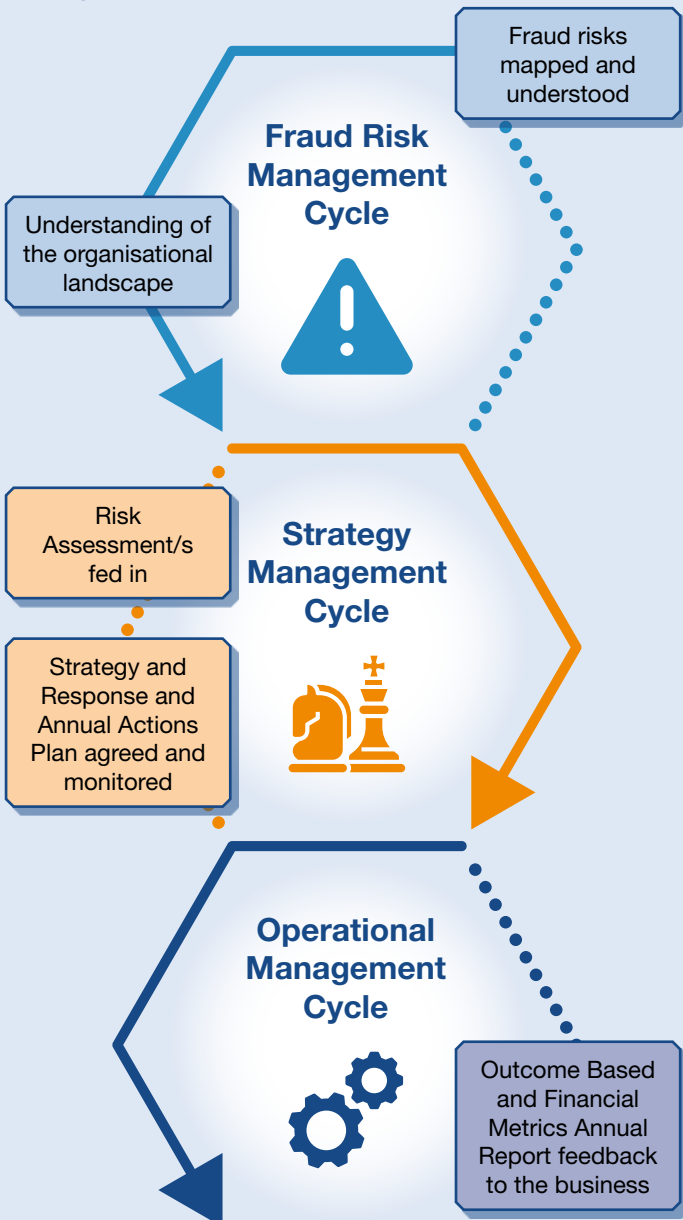 Fraud risks
mapped and
understood
Fraud Risk
Management
Cycle
Understanding of
the organisational
landscape
Risk
Assessment/s
fed in
Strategy
Management
Cycle
Strategy and
Response and
Annual Actions
Plan agreed and
monitored
Operational
Management
Cycle
Outcome Based
and Financial
Metrics Annual
Report feedback
to the business